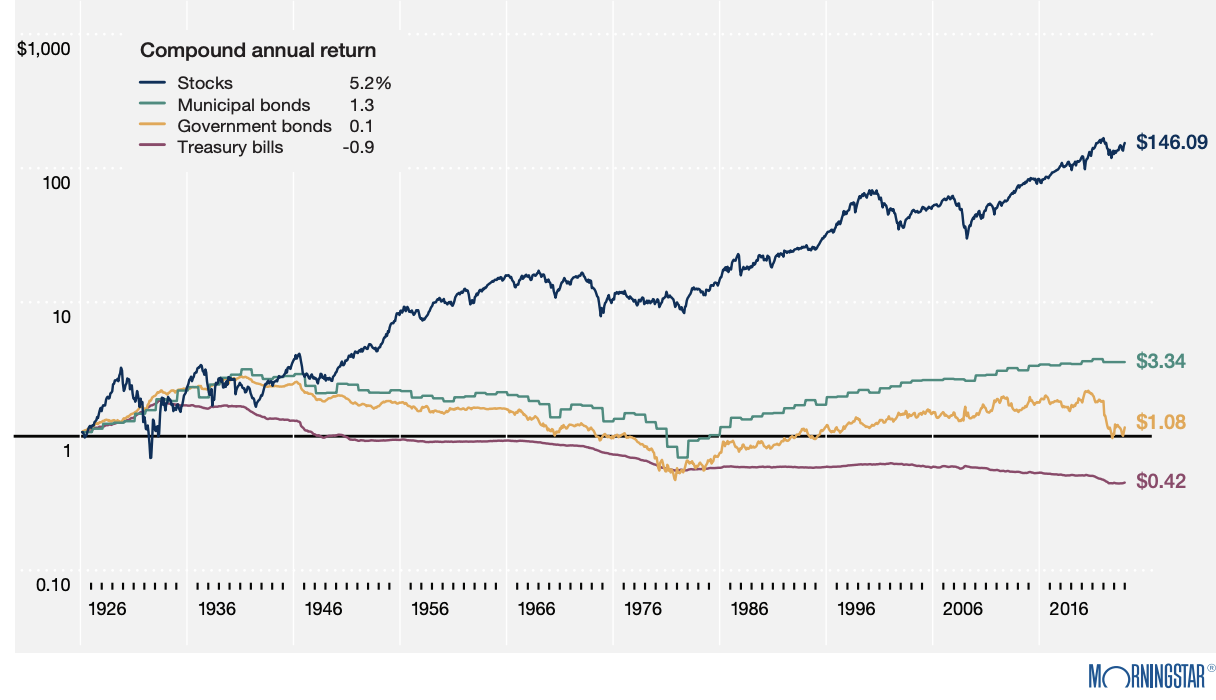 $1,000
Compound annual return
Stocks 5.2%
Municipal bonds 1.3
Government bonds 0.1
Treasury bills -0.9
$146.09
100
10
$3.34
$1.08
1
$0.42
0.10
1926 1936 1946 1956 1966 1976 1986 1996 2006 2016
MORNINGSTAR®